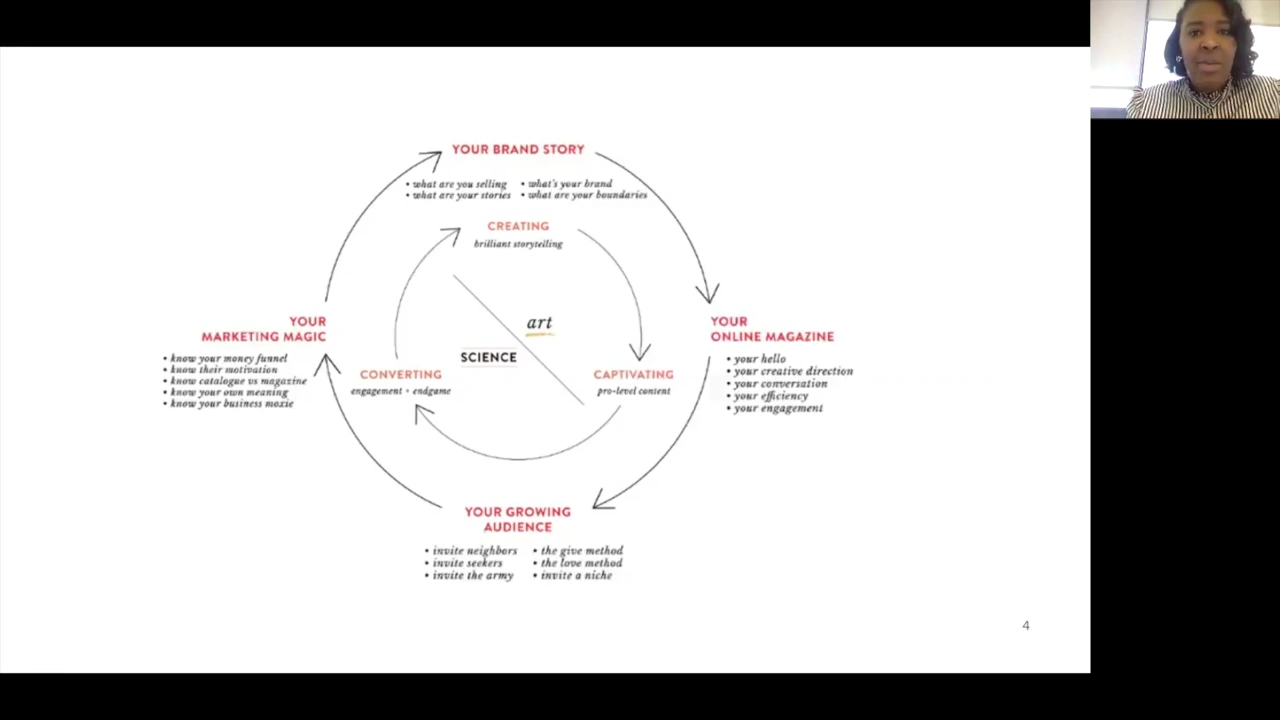 YOUR BRAND STORY
• what are you selling • what's your brand
• what are your stories • what are your boundaries
CREATING
brilliant storytelling
art
SCIENCE
YOUR
MARKETING MAGIC
• know your money funnel
• know their motivation
• know catalogue vs magazine
• know your own meaning
• know your business moxie
CONVERTING
engagement + endgame
CAPTIVATING
pro-level content
YOUR
ONLINE MAGAZINE
• your hello
• your creative direction
• your conversation
• your efficiency
• your engagement
YOUR GROWING
AUDIENCE
• invite neighbors • the give method
• invite seekers • the love method
• invite the army • invite a niche
4